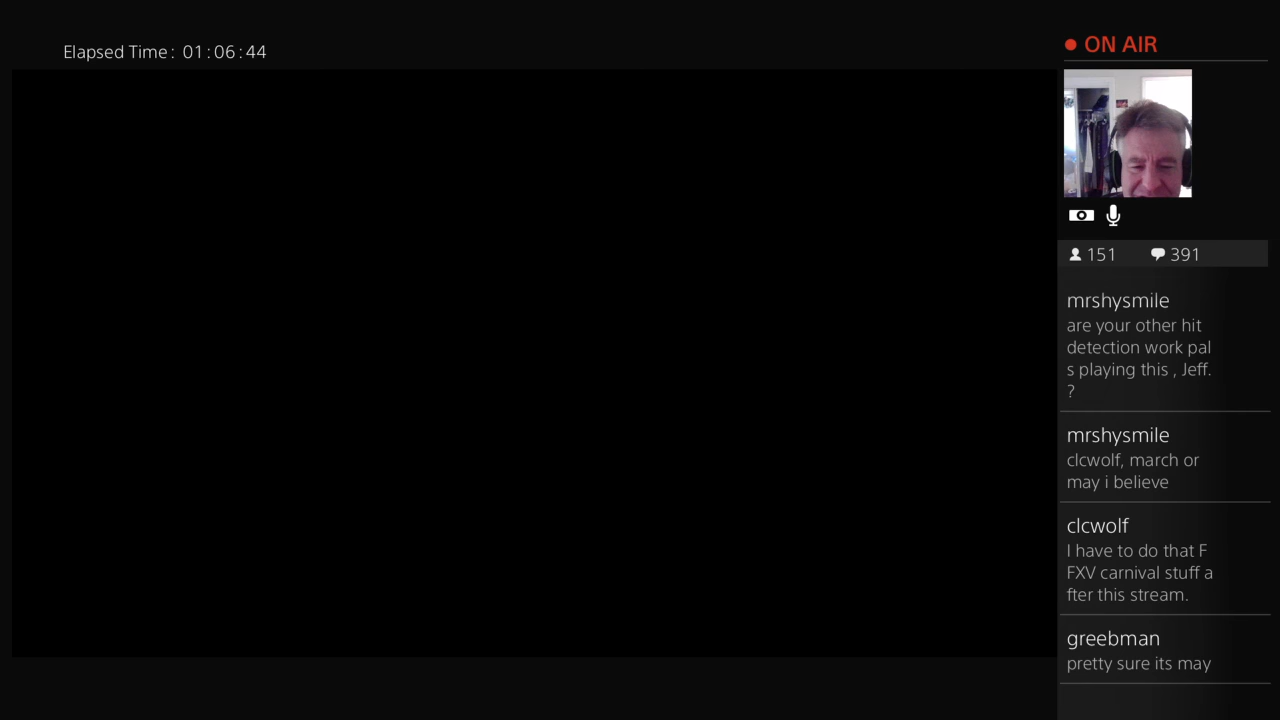 Elapsed Time: 01:06:44
ON AIR
151 391
mrshysmile
are your other hit
detection work pal
s playing this , Jeff.
?
mrshysmile
clcwolf, march or
may i believe
clcwolf
I have to do that F
FXV carnival stuff a
fter this stream.
greebman
pretty sure its may